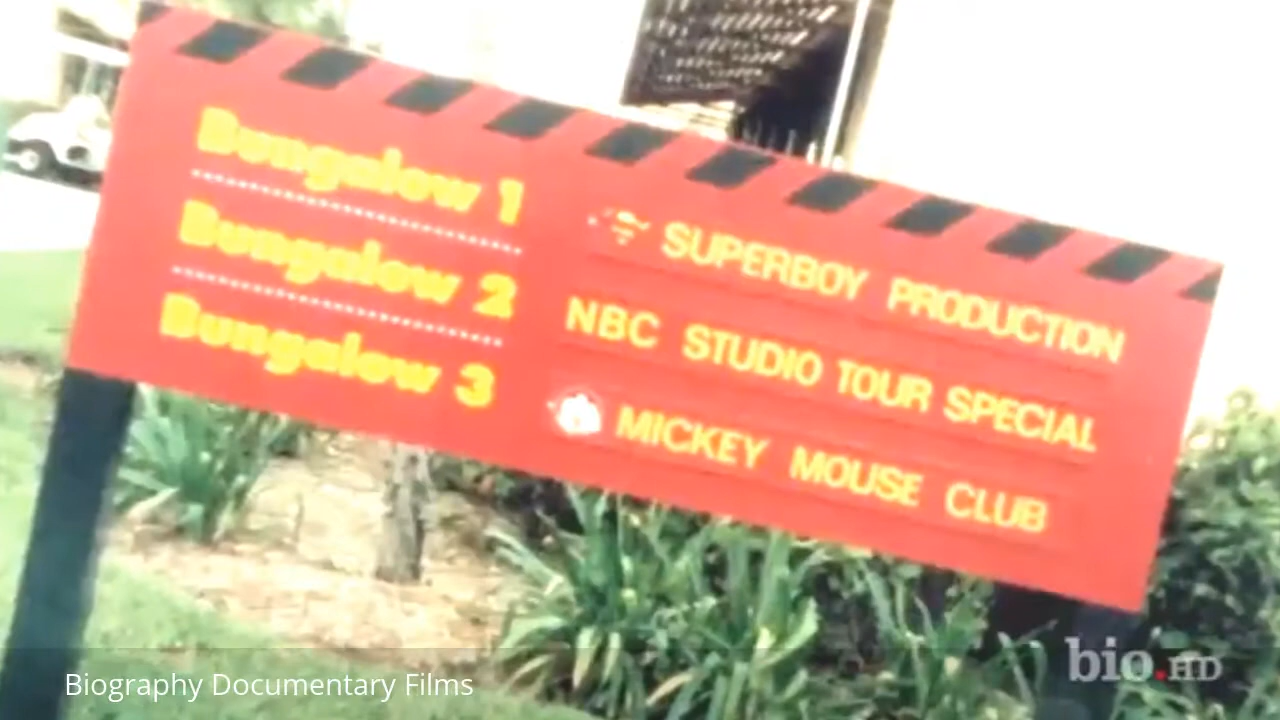 Bungalow 1 SUPERBOY PRODUCTION
Bungalow 2 NBC STUDIO TOUR SPECIAL
Bungalow 3 MICKEY MOUSE CLUB
bio.HD
Biography Documentary Films